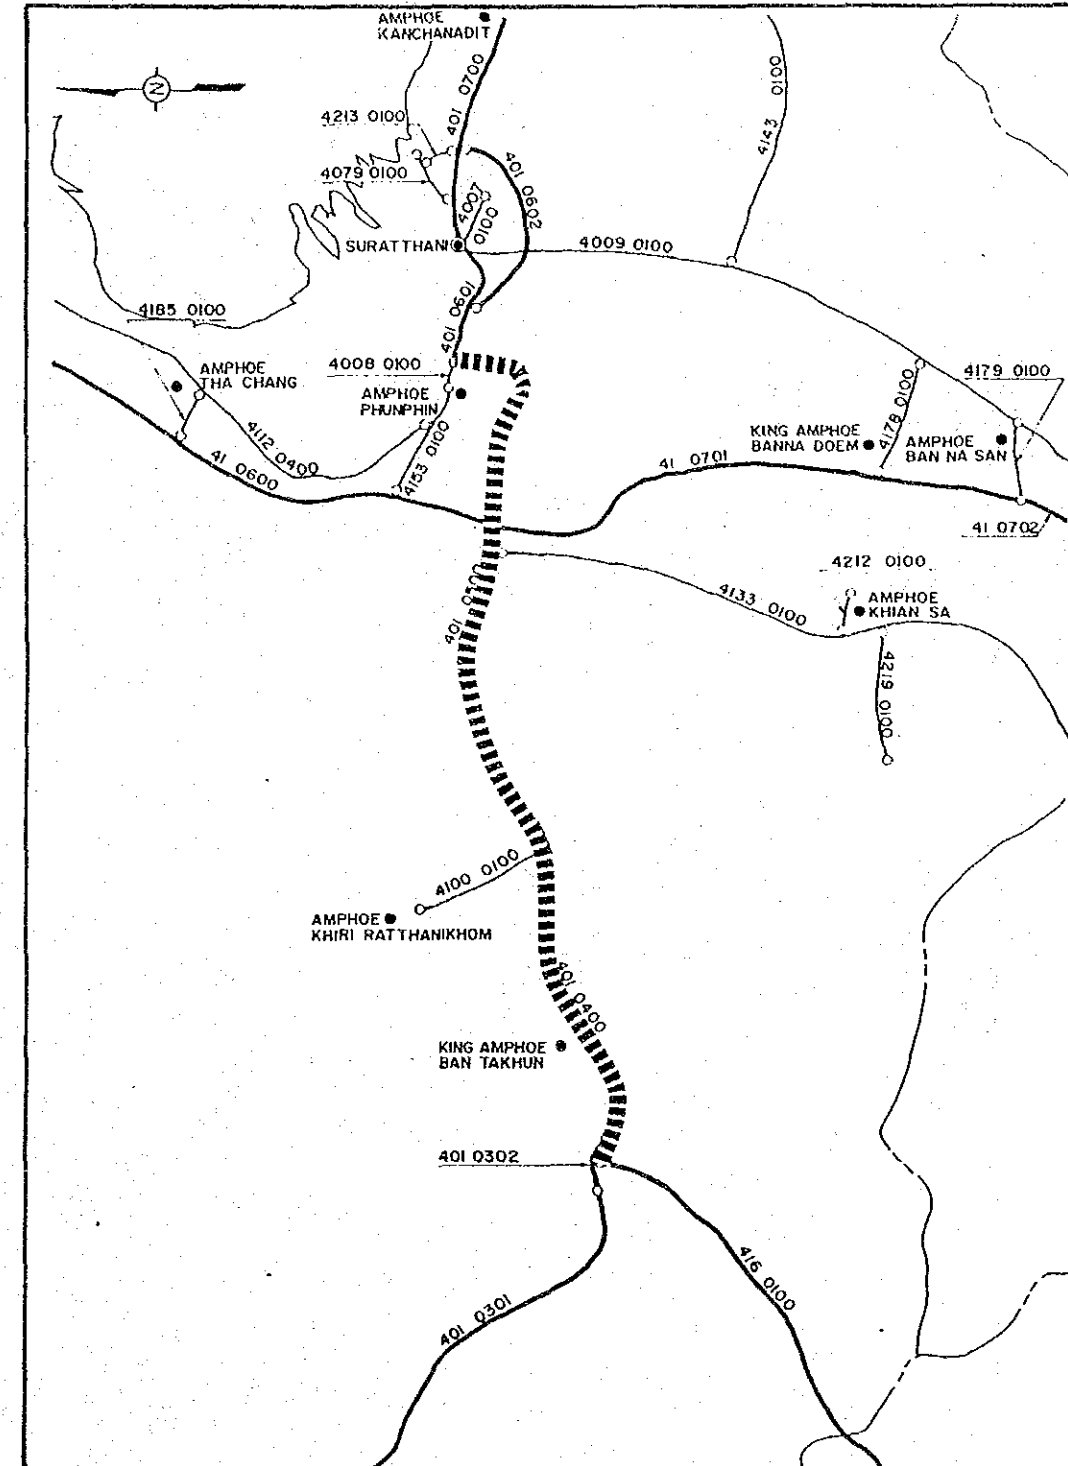 AMPHOE
KANCHANADIT
N
401 0700
4143 0100
4213 0100
4079 0100
401 0602
4007
0100
SURATTHANI
4009 0100
401 0601
4185 0100
4008 0100
AMPHOE
THA CHANG
AMPHOE
PHUNPHIN
4179 0100
4178 0100
KING AMPHOE
BANNA DOEM
AMPHOE
BAN NA SAN
4112 0400
4153 0100
41 0600
41 0701
41 0702
4212 0100
AMPHOE
KHIAN SA
4133 0100
401 0500
4219 0100
4100 0100
AMPHOE
KHIRI RATTHANIKHOM
401 0400
KING AMPHOE
BAN TAKHUN
401 0302
416 0100
401 0301